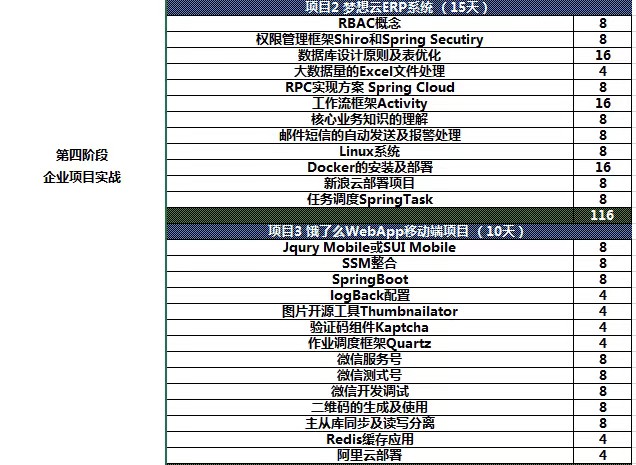 第四阶段
企业项目实战
项目2 梦想云ERP系统 （15天）
RBAC概念 8
权限管理框架Shiro和Spring Secutiry 8
数据库设计原则及表优化 16
大数据量的Excel文件处理 4
RPC实现方案 Spring Cloud 8
工作流框架Activity 16
核心业务知识的理解 8
邮件短信的自动发送及报警处理 8
Linux系统 8
Docker的安装及部署 16
新浪云部署项目 8
任务调度SpringTask 8
116
项目3 饿了么WebApp移动端项目 （10天）
Jqury Mobile或SUI Mobile 8
SSM整合 8
SpringBoot 8
logBack配置 4
图片开源工具Thumbnailator 4
验证码组件Kaptcha 4
作业调度框架Quartz 4
微信服务号 8
微信测式号 8
微信开发调试 8
二维码的生成及使用 8
主从库同步及读写分离 8
Redis缓存应用 4
阿里云部署 4